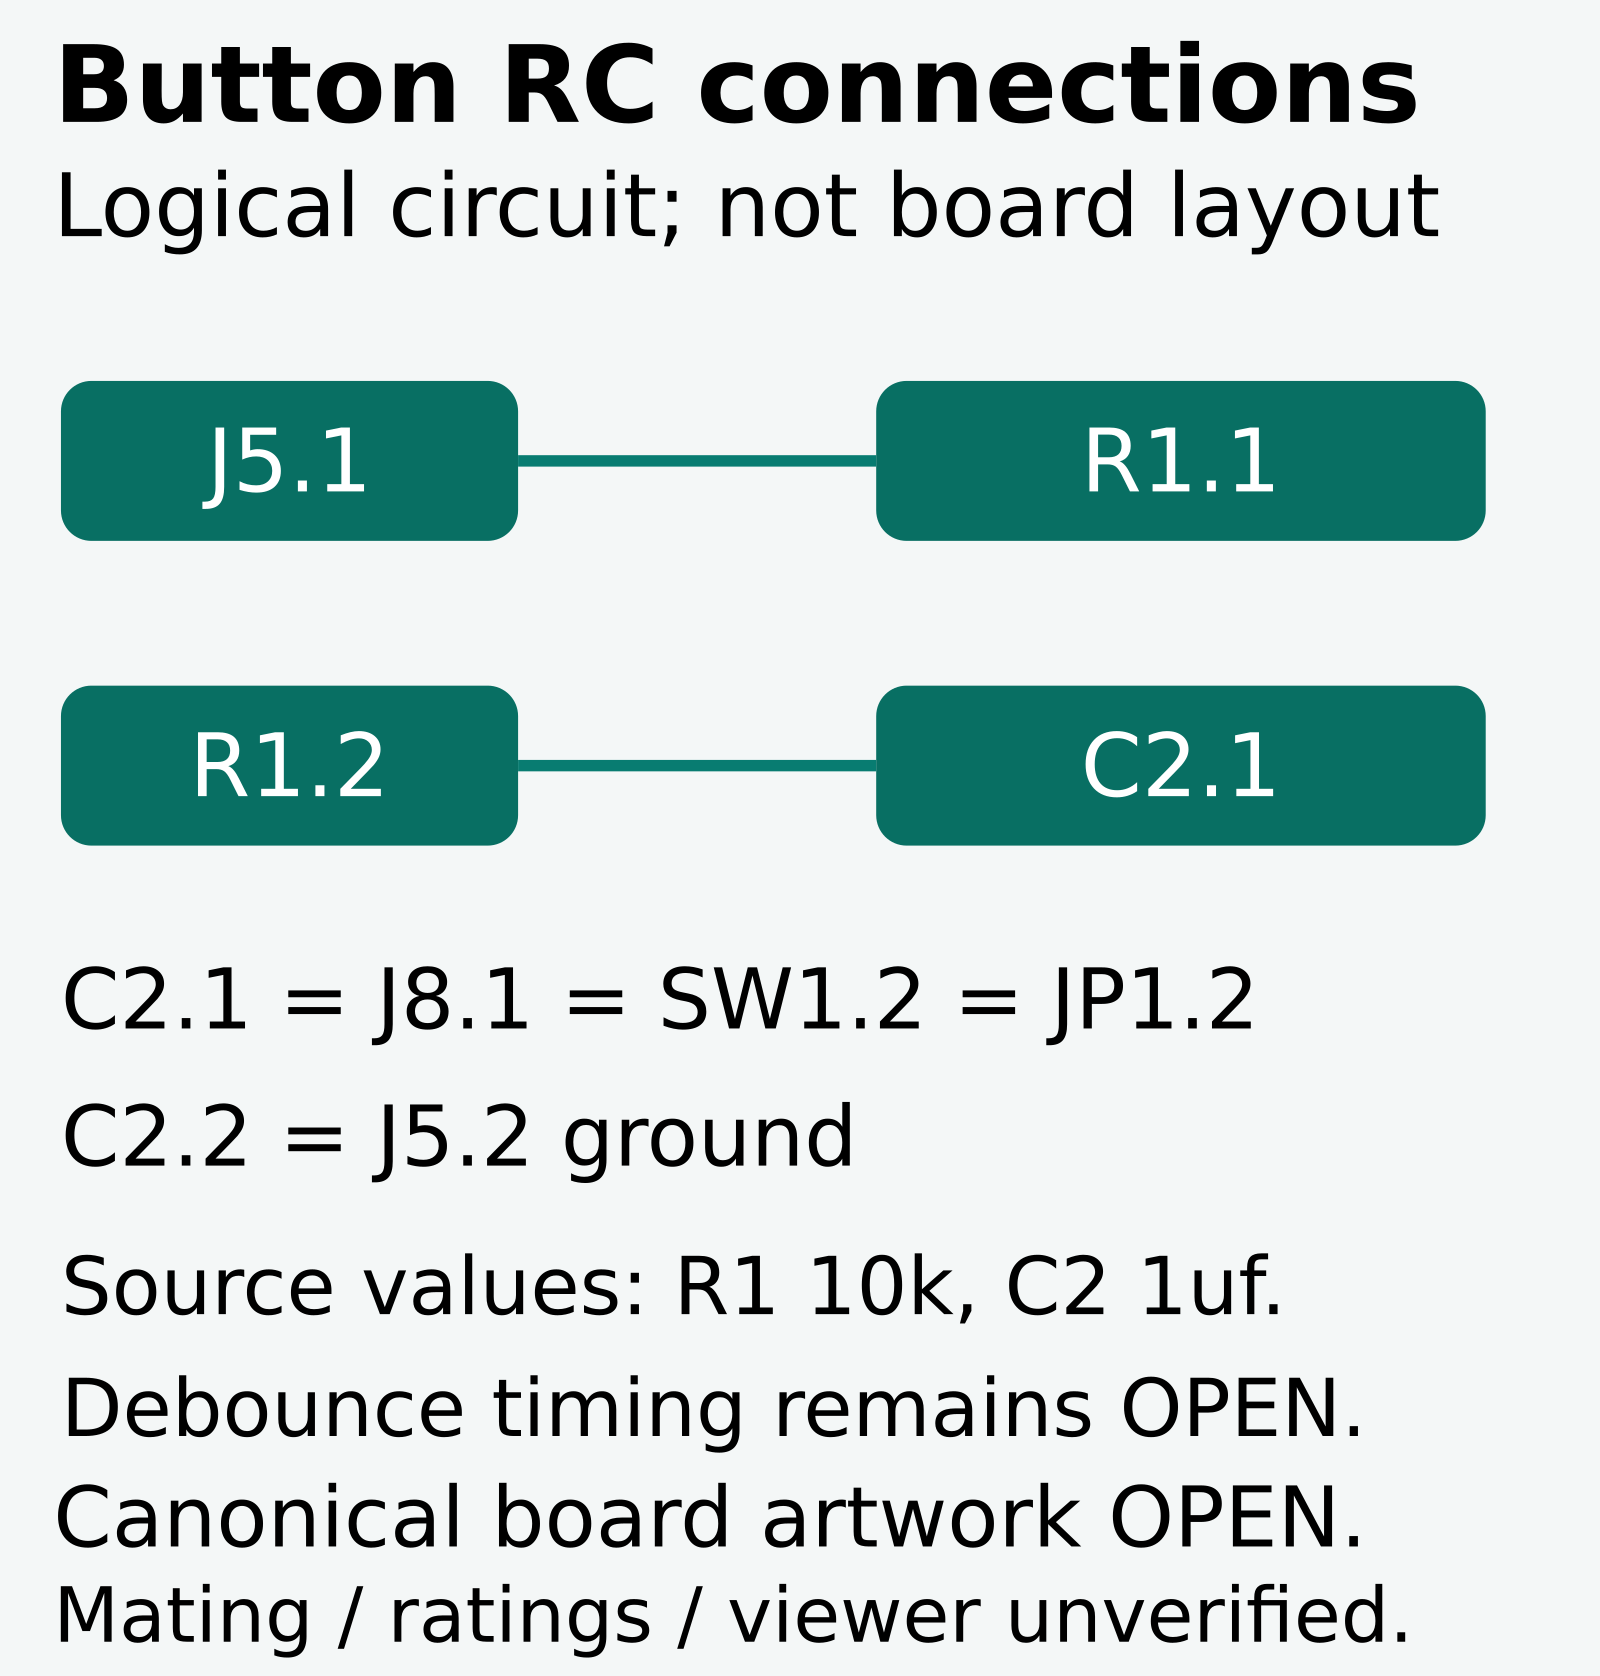 Button RC connections
Logical circuit; not board layout
J5.1 R1.1
R1.2 C2.1
C2.1 = J8.1 = SW1.2 = JP1.2
C2.2 = J5.2 ground
Source values: R1 10k, C2 1uf.
Debounce timing remains OPEN.
Canonical board artwork OPEN.
Mating / ratings / viewer unverified.